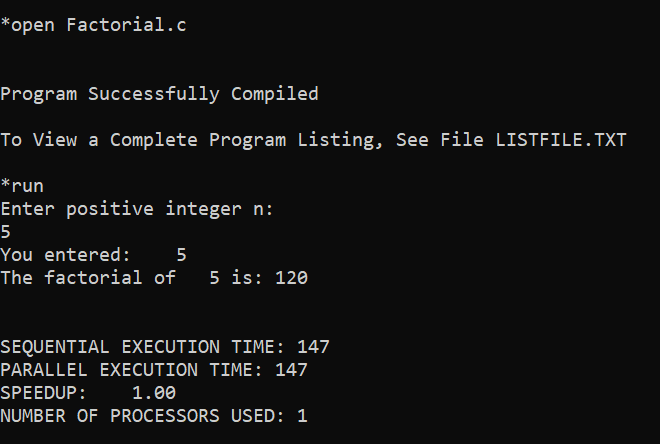 *open Factorial.c
Program Successfully Compiled
To View a Complete Program Listing, See File LISTFILE.TXT
*run
Enter positive integer n:
5
You entered:    5
The factorial of   5 is: 120
SEQUENTIAL EXECUTION TIME: 147
PARALLEL EXECUTION TIME: 147
SPEEDUP:    1.00
NUMBER OF PROCESSORS USED: 1